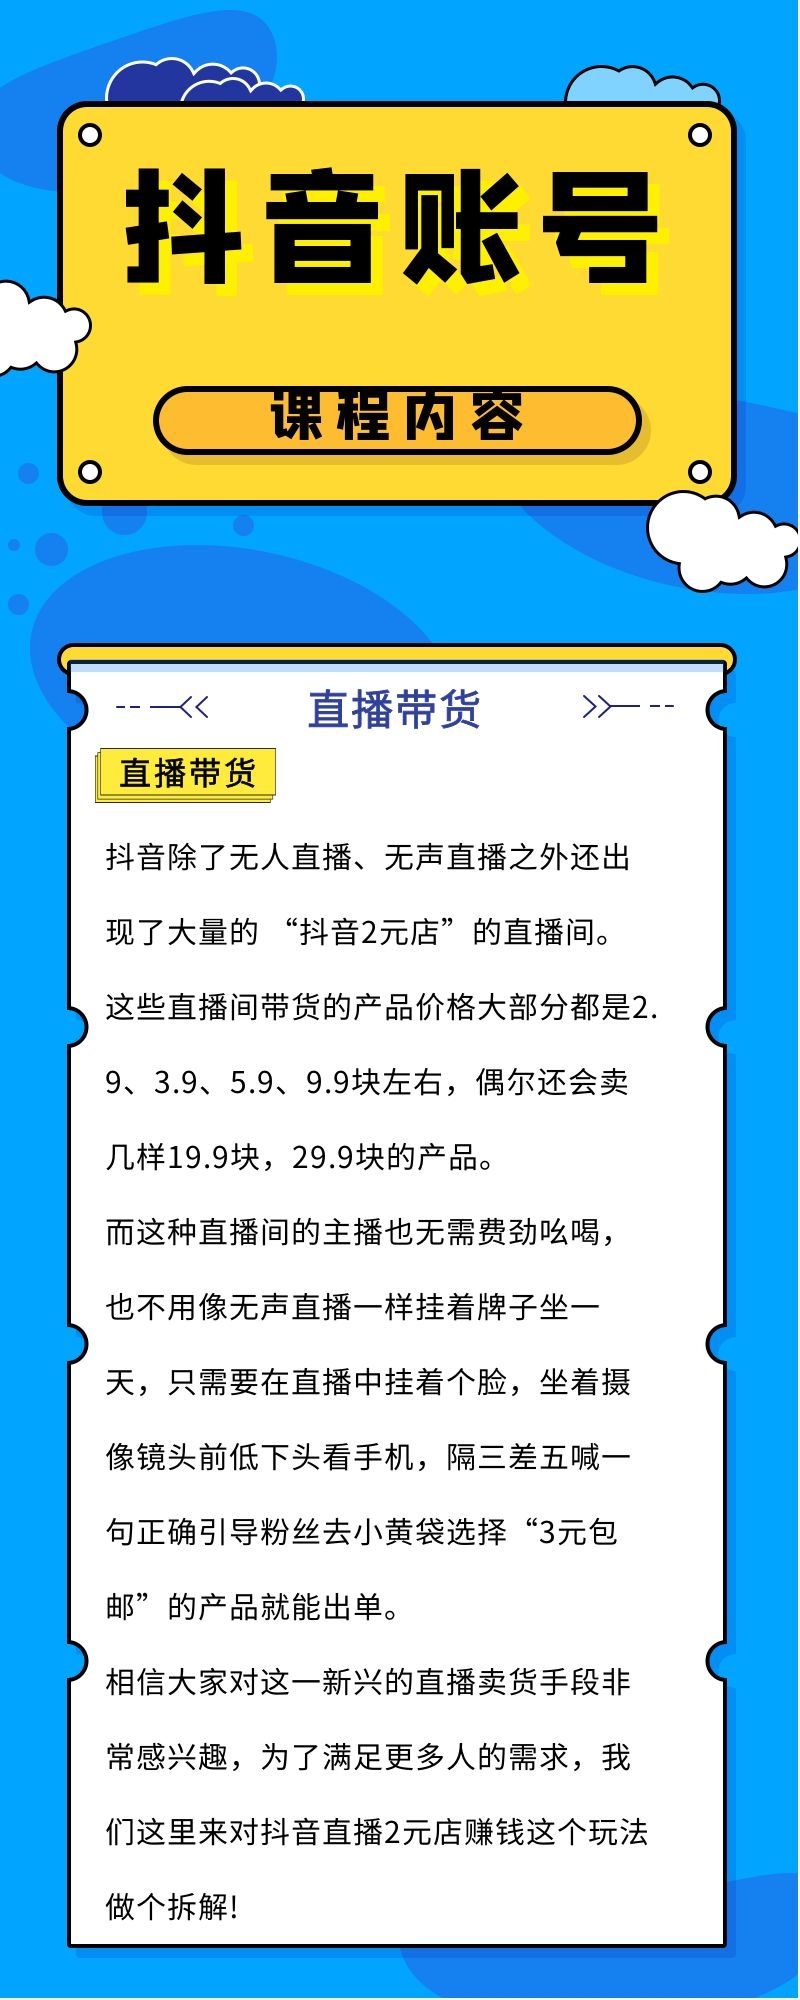 抖音账号
课程内容
直播带货
直播带货
抖音除了无人直播、无声直播之外还出
现了大量的 “抖音2元店”的直播间。
这些直播间带货的产品价格大部分都是2.
9、3.9、5.9、9.9块左右，偶尔还会卖
几样19.9块，29.9块的产品。
而这种直播间的主播也无需费劲吆喝，
也不用像无声直播一样挂着牌子坐一
天，只需要在直播中挂着个脸，坐着摄
像镜头前低下头看手机，隔三差五喊一
句正确引导粉丝去小黄袋选择“3元包
邮”的产品就能出单。
相信大家对这一新兴的直播卖货手段非
常感兴趣，为了满足更多人的需求，我
们这里来对抖音直播2元店赚钱这个玩法
做个拆解!